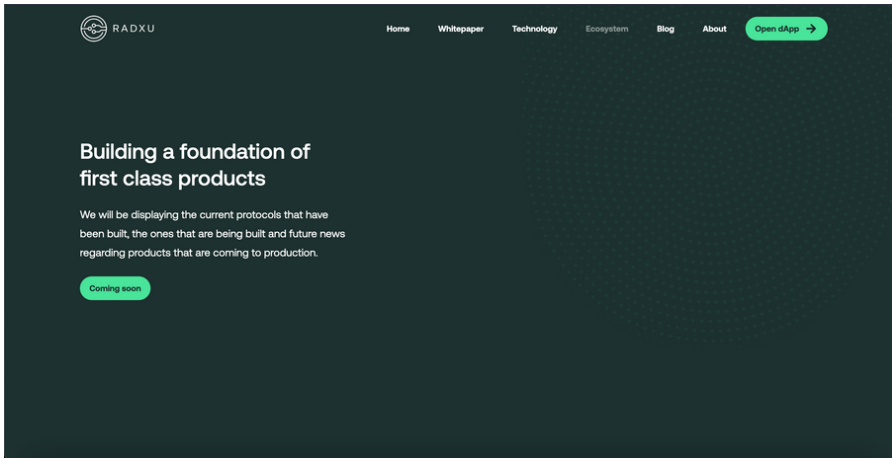 RADXU
Home Whitepaper Technology Ecosystem Blog About Open dApp
Building a foundation of
first class products
We will be displaying the current protocols that have
been built, the ones that are being built and future news
regarding products that are coming to production.
Coming soon